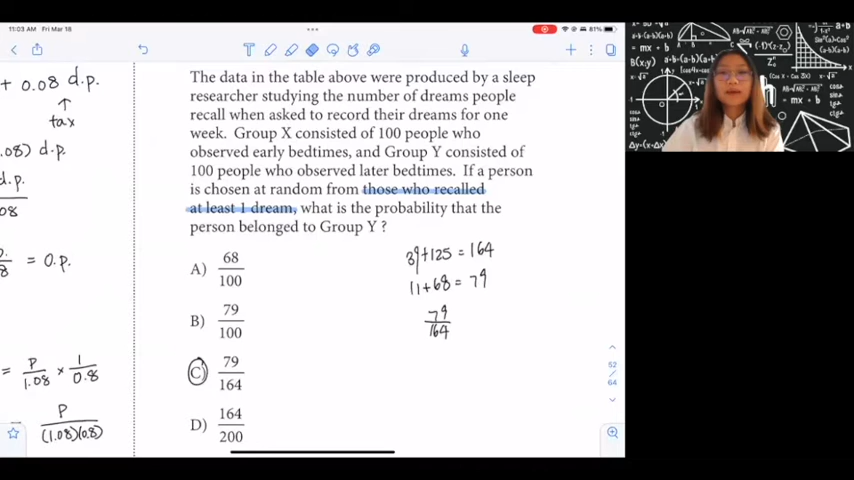 11:03 AM Fri Mar 18
81%
+ 0.08 d.p.
↑
tax
.08) d.p.
d.p.
08
= O.p.
8
= P/1.08 × 1/0.8
P
(1.08)(0.8)
The data in the table above were produced by a sleep
researcher studying the number of dreams people
recall when asked to record their dreams for one
week. Group X consisted of 100 people who
observed early bedtimes, and Group Y consisted of
100 people who observed later bedtimes. If a person
is chosen at random from those who recalled
at least 1 dream, what is the probability that the
person belonged to Group Y ?
A) 68/100
B) 79/100
C) 79/164
D) 164/200
39+125 = 164
11+68 = 79
79
164
52
/
64
= mx + b
B(x;y)